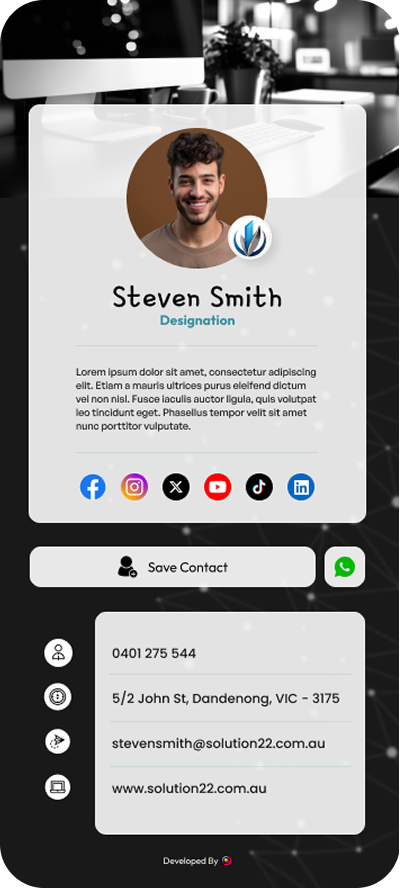 Steven Smith
Designation
Lorem ipsum dolor sit amet, consectetur adipiscing
elit. Etiam a mauris ultrices purus eleifend dictum
vel non nisl. Fusce iaculis auctor ligula, quis volutpat
leo tincidunt eget. Phasellus tempor velit sit amet
nunc porttitor vulputate.
Save Contact
0401 275 544
5/2 John St, Dandenong, VIC - 3175
stevensmith@solution22.com.au
www.solution22.com.au
Developed By